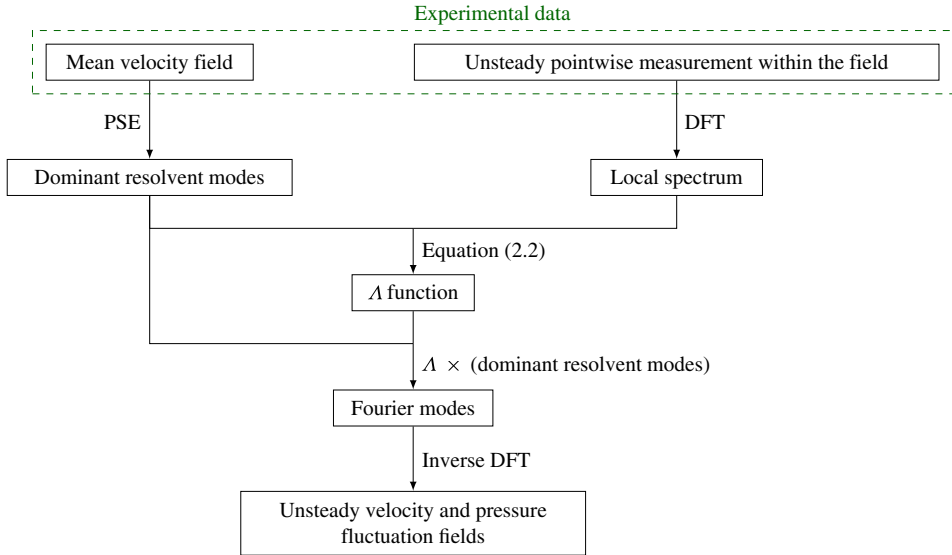 Experimental data
Mean velocity field
Unsteady pointwise measurement within the field
PSE
DFT
Dominant resolvent modes
Local spectrum
Equation (2.2)
Λ function
Λ × (dominant resolvent modes)
Fourier modes
Inverse DFT
Unsteady velocity and pressure
fluctuation fields